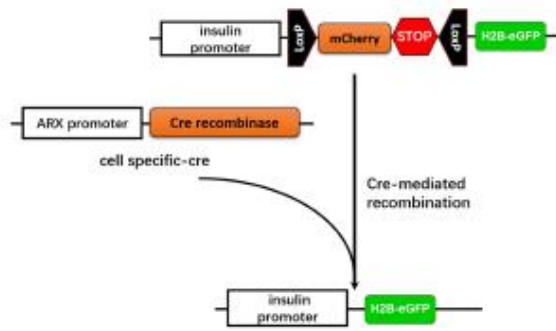 insulin
promoter
LoxP
mCherry
STOP
LoxP
H2B-eGFP
ARX promoter
Cre recombinase
cell specific-cre
Cre-mediated
recombination
insulin
promoter
H2B-eGFP